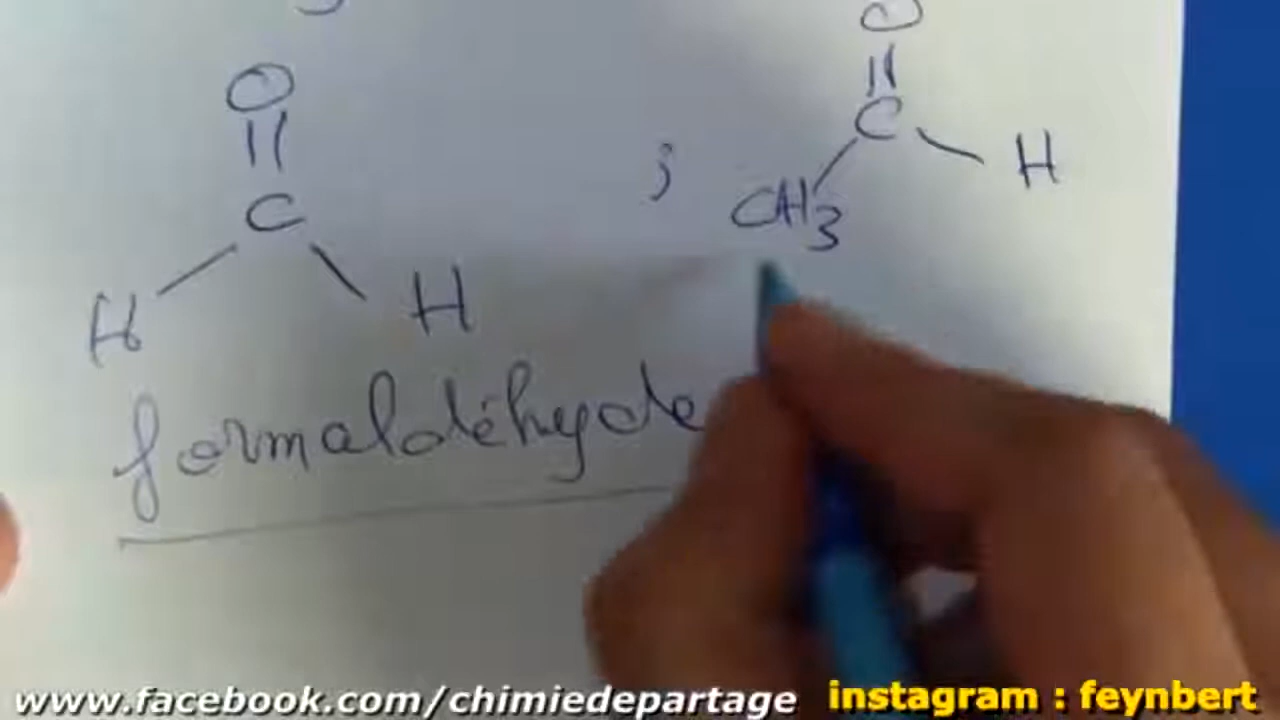 O ; O
C C
H H CH3 H
formaldéhyde
www.facebook.com/chimiedepartage instagram : feynbert